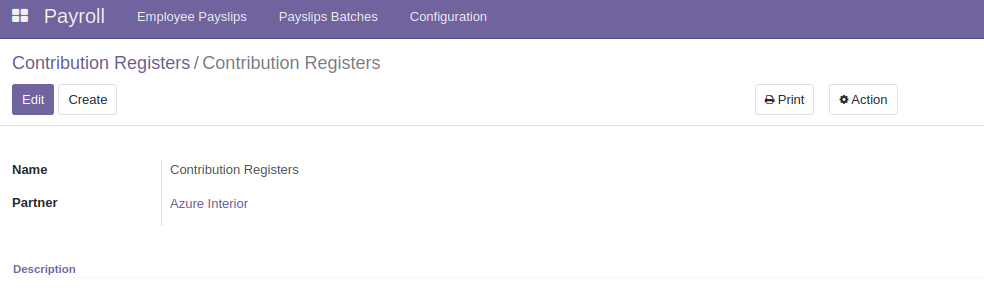 Payroll Employee Payslips Payslips Batches Configuration
Contribution Registers / Contribution Registers
Edit Create Print Action
Name Contribution Registers
Partner Azure Interior
Description